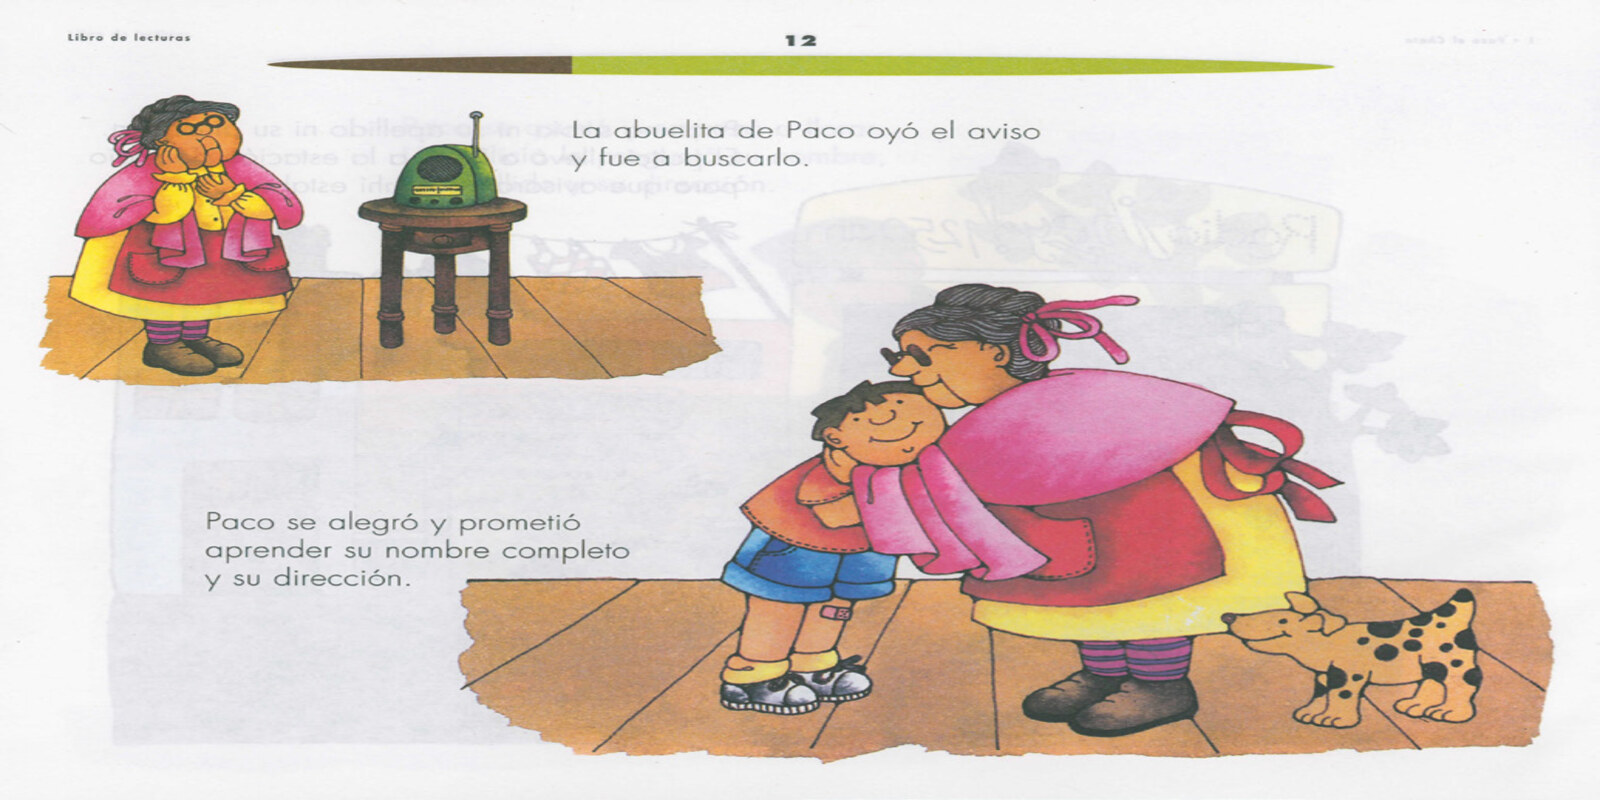 Libro de lecturas
12
La abuelita de Paco oyó el aviso
y fue a buscarlo.
Paco se alegró y prometió
aprender su nombre completo
y su dirección.